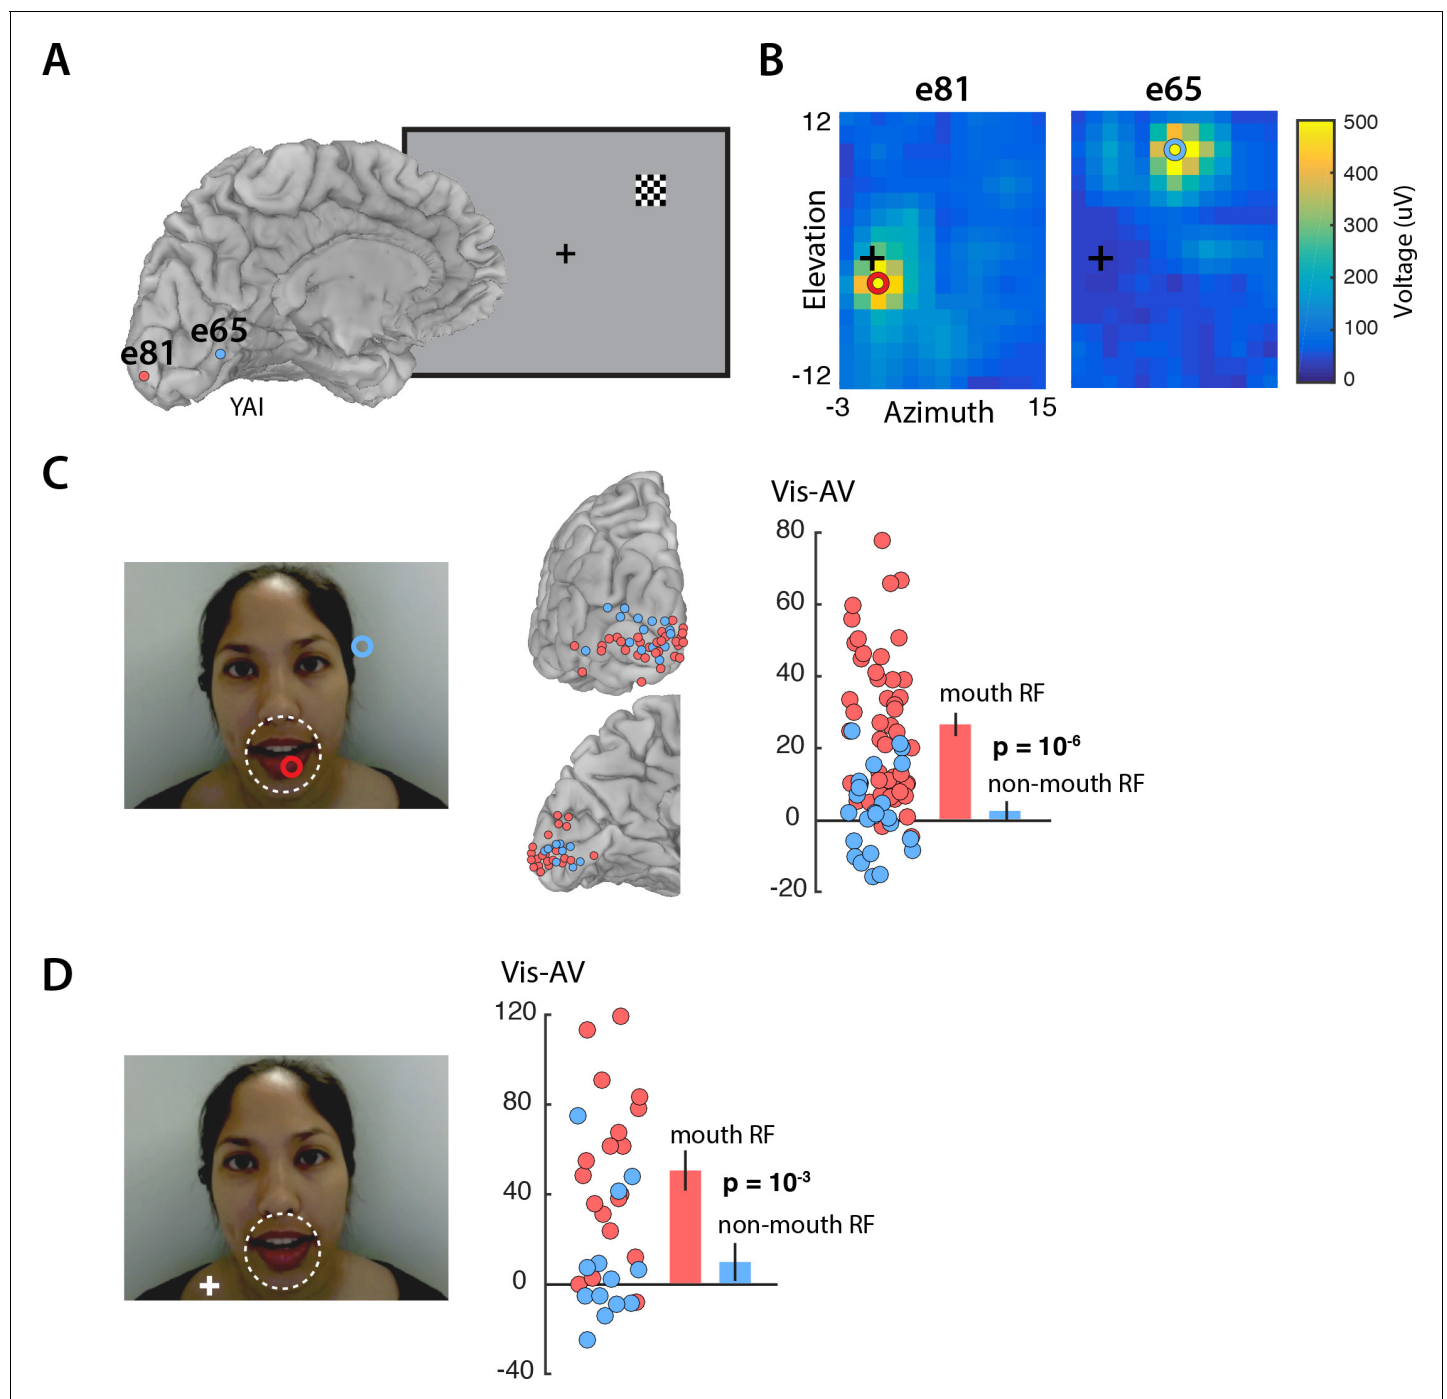 A
e65
e81
YAI
B
e81
e65
12
Elevation
-12
-3
Azimuth
15
500
400
300
200
100
0
Voltage (uV)
C
Vis-AV
80
60
40
20
0
-20
mouth RF
p = 10-6
non-mouth RF
D
Vis-AV
120
80
40
0
-40
mouth RF
p = 10-3
non-mouth RF